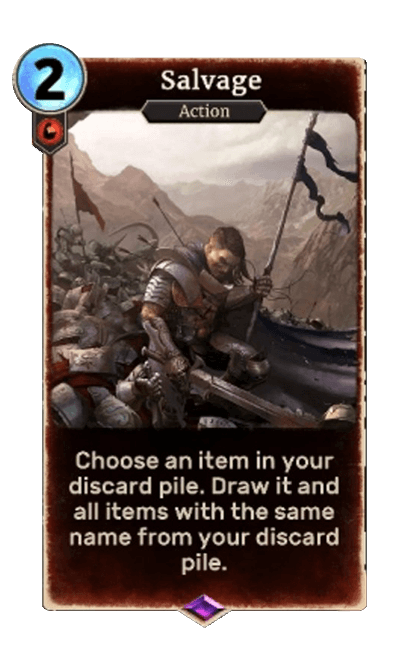 2
Salvage
Action
Choose an item in your
discard pile. Draw it and
all items with the same
name from your discard
pile.